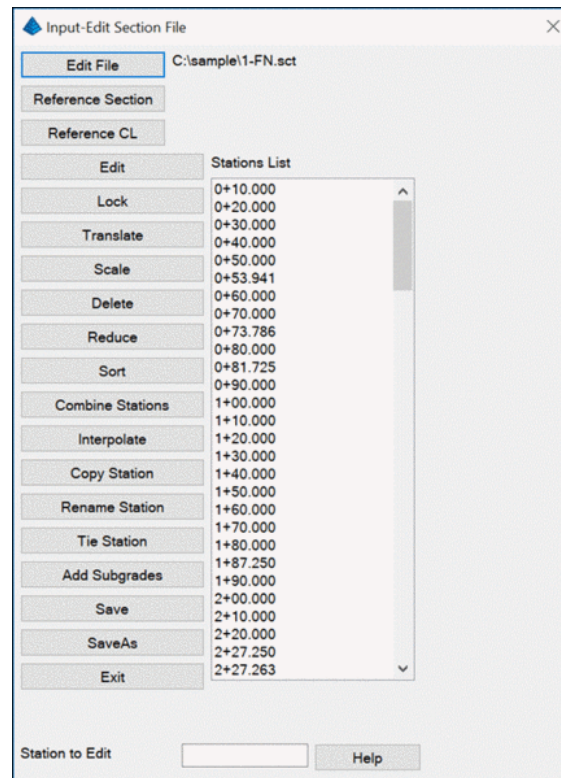 Input-Edit Section File
Edit File
C:\sample\1-FN.sct
Reference Section
Reference CL
Edit
Stations List
Lock
Translate
Scale
Delete
Reduce
Sort
Combine Stations
Interpolate
Copy Station
Rename Station
Tie Station
Add Subgrades
Save
SaveAs
Exit
0+10.000
0+20.000
0+30.000
0+40.000
0+50.000
0+53.941
0+60.000
0+70.000
0+73.786
0+80.000
0+81.725
0+90.000
1+00.000
1+10.000
1+20.000
1+30.000
1+40.000
1+50.000
1+60.000
1+70.000
1+80.000
1+87.250
1+90.000
2+00.000
2+10.000
2+20.000
2+27.250
2+27.263
Station to Edit
Help